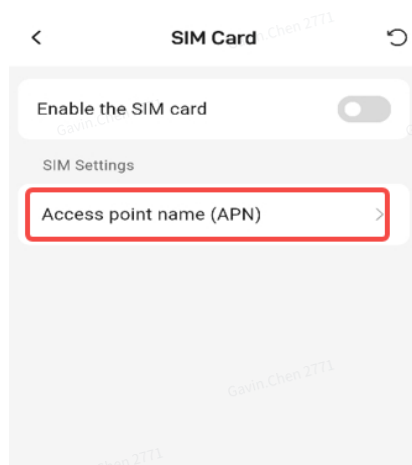 SIM Card
Chen 2771
Enable the SIM card
Gavin.C
SIM Settings
Access point name (APN)
Gavin.Chen 2771
Chen 2771